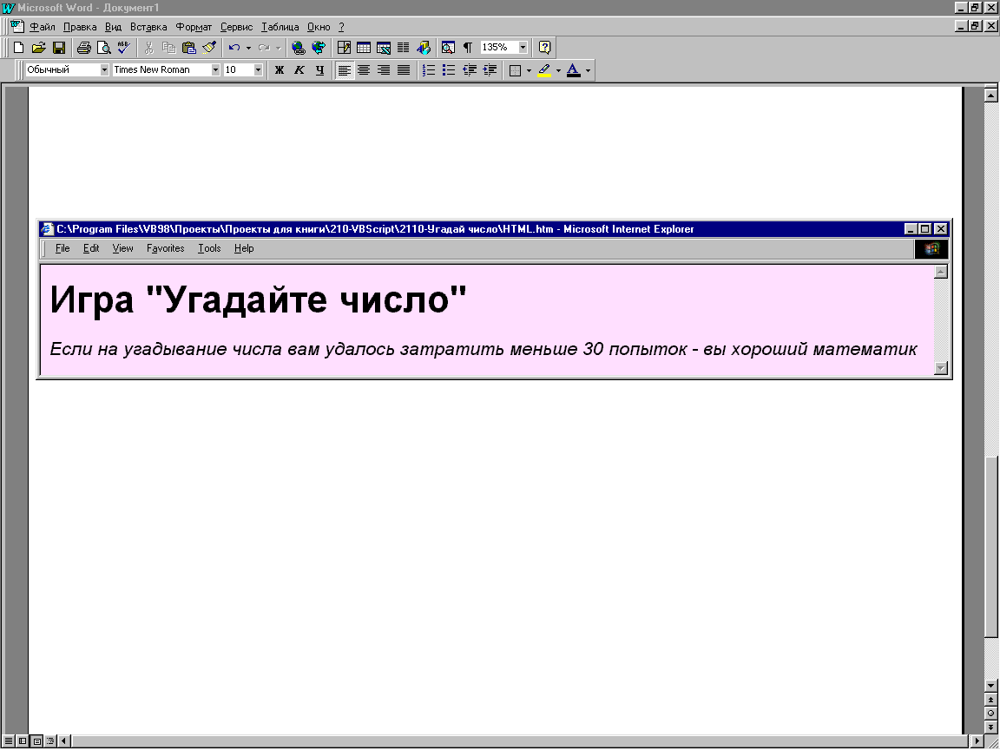 Microsoft Word - Документ1
Файл Правка Вид Вставка Формат Сервис Таблица Окно ?
135%
Обычный Times New Roman 10 Ж К Ч
C:\Program Files\VB98\Проекты\Проекты для книги\210-VBScript\2110-Угадай число\HTML.htm - Microsoft Internet Explorer
File Edit View Favorites Tools Help
Игра "Угадайте число"
Если на угадывание числа вам удалось затратить меньше 30 попыток - вы хороший математик